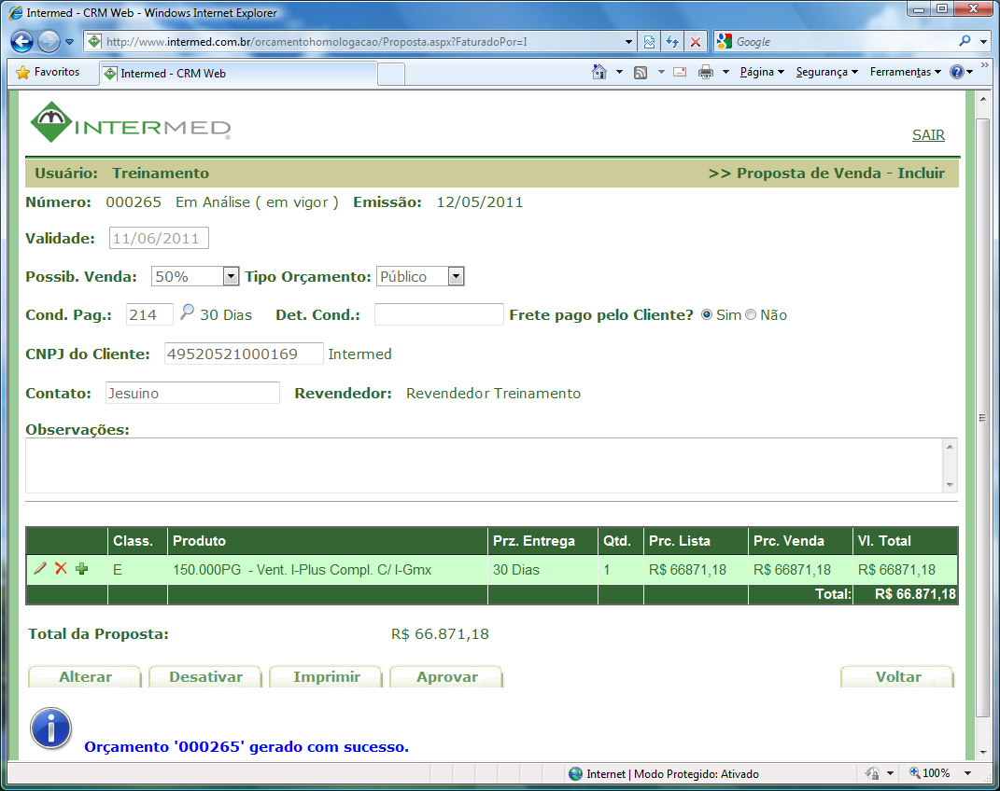 Intermed - CRM Web - Windows Internet Explorer
http://www.intermed.com.br/orcamentohomologacao/Proposta.aspx?FaturadoPor=I
Google
Favoritos
Intermed - CRM Web
Página
Segurança
Ferramentas
INTERMED®
SAIR
Usuário: Treinamento
>> Proposta de Venda - Incluir
Número: 000265 Em Análise ( em vigor ) Emissão: 12/05/2011
Validade: 11/06/2011
Possib. Venda: 50% Tipo Orçamento: Público
Cond. Pag.: 214 30 Dias Det. Cond.: Frete pago pelo Cliente? Sim Não
CNPJ do Cliente: 49520521000169 Intermed
Contato: Jesuino Revendedor: Revendedor Treinamento
Observações:
Class. Produto Prz. Entrega Qtd. Prc. Lista Prc. Venda Vl. Total
E 150.000PG - Vent. I-Plus Compl. C/ I-Gmx 30 Dias 1 R$ 66871,18 R$ 66871,18 R$ 66871,18
Total: R$ 66.871,18
Total da Proposta: R$ 66.871,18
Alterar Desativar Imprimir Aprovar Voltar
Orçamento '000265' gerado com sucesso.
Internet | Modo Protegido: Ativado
100%